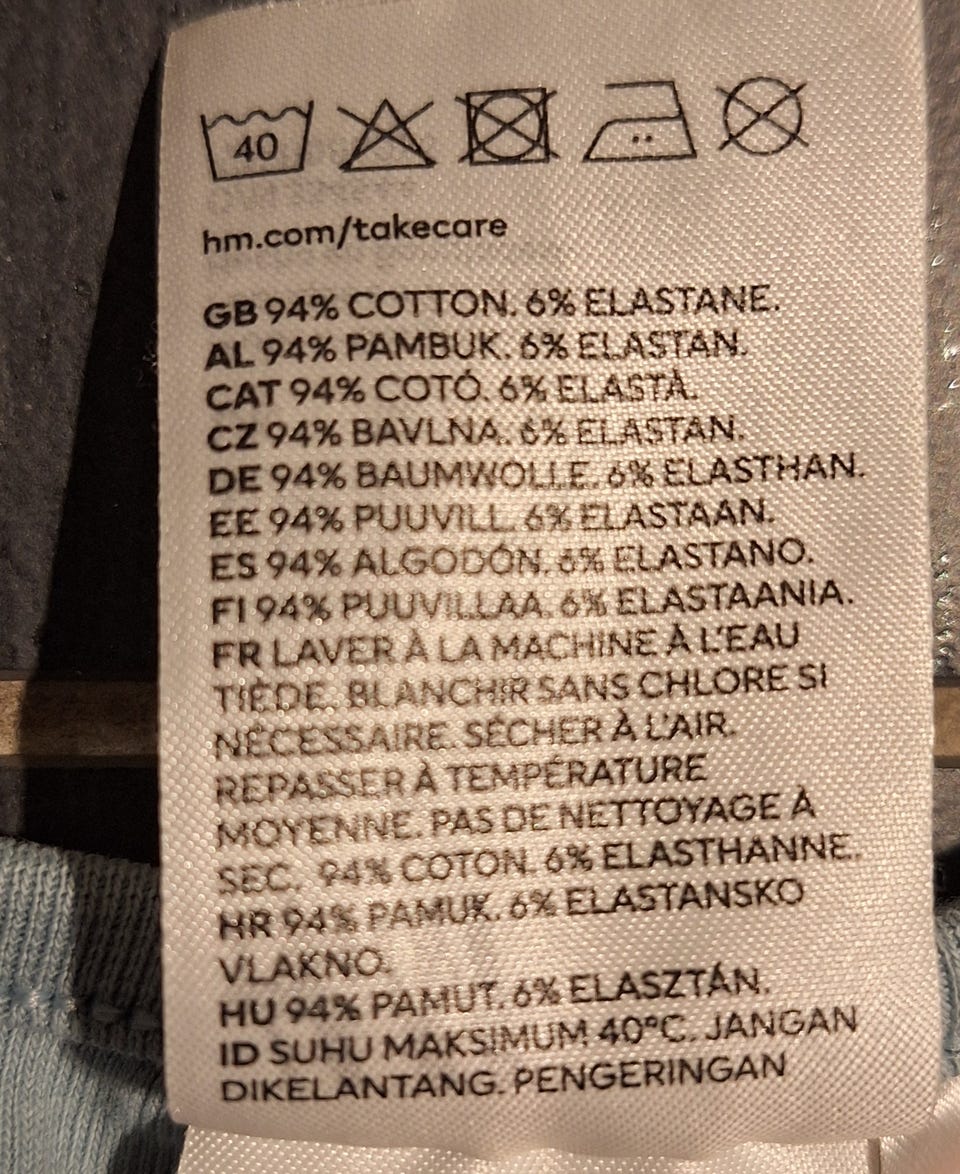 40
hm.com/takecare
GB 94% COTTON. 6% ELASTANE.
AL 94% PAMBUK. 6% ELASTAN.
CAT 94% COTÓ. 6% ELASTÀ.
CZ 94% BAVLNA. 6% ELASTAN.
DE 94% BAUMWOLLE. 6% ELASTHAN.
EE 94% PUUVILL. 6% ELASTAAN.
ES 94% ALGODÓN. 6% ELASTANO.
FI 94% PUUVILLAA. 6% ELASTAANIA.
FR LAVER À LA MACHINE À L'EAU
TIÈDE. BLANCHIR SANS CHLORE SI
NÉCESSAIRE. SÉCHER À L'AIR.
REPASSER À TEMPÉRATURE
MOYENNE. PAS DE NETTOYAGE À
SEC. 94% COTON. 6% ELASTHANNE.
HR 94% PAMUK. 6% ELASTANSKO
VLAKNO.
HU 94% PAMUT. 6% ELASZTÁN.
ID SUHU MAKSIMUM 40°C. JANGAN
DIKELANTANG. PENGERINGAN